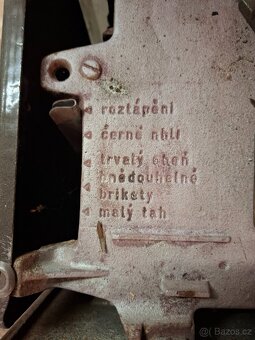 roztápění
černé uhlí
trvalý oheň
hnědouhelné
brikety
malý tah
Bazos.cz